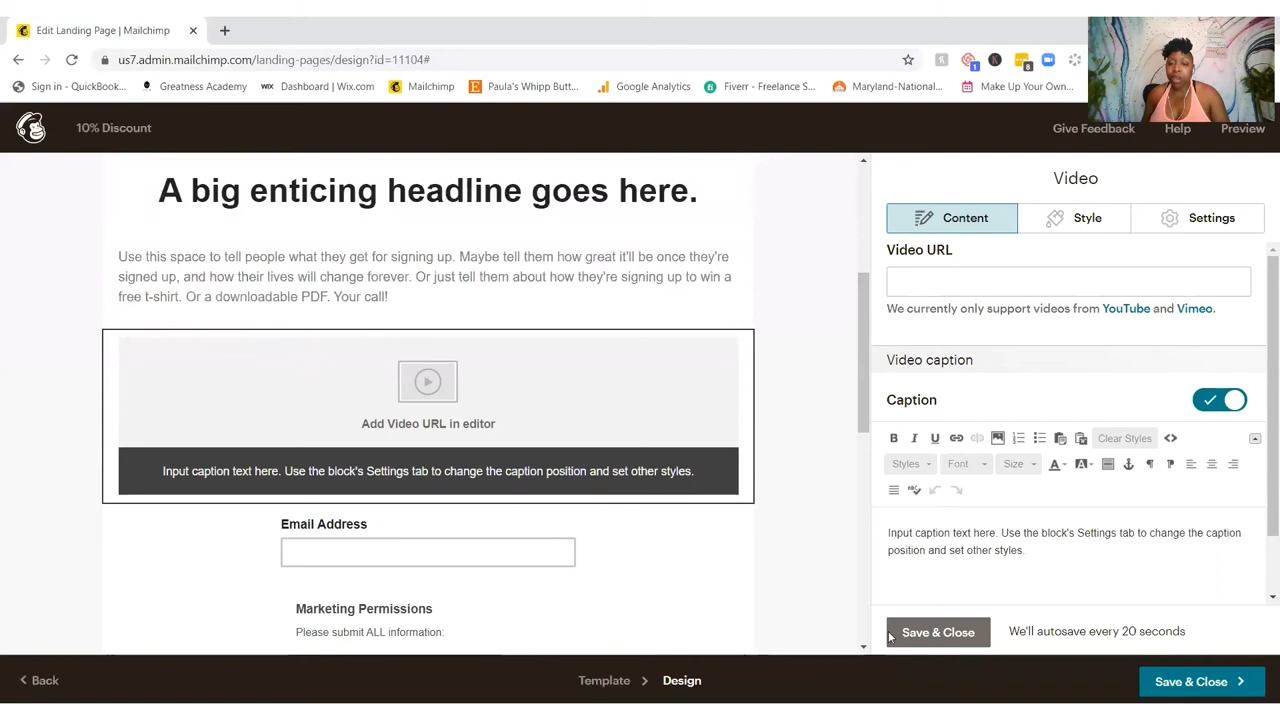 Edit Landing Page | Mailchimp
us7.admin.mailchimp.com/landing-pages/design?id=11104#
1
8
Sign in - QuickBook...
Greatness Academy
WIX Dashboard | Wix.com
Mailchimp
Paula's Whipp Butt...
Google Analytics
Fiverr - Freelance S...
Maryland-National...
Make Up Your Own...
10% Discount
Give Feedback
Help
Preview
A big enticing headline goes here.
Use this space to tell people what they get for signing up. Maybe tell them how great it'll be once they're
signed up, and how their lives will change forever. Or just tell them about how they're signing up to win a
free t-shirt. Or a downloadable PDF. Your call!
Add Video URL in editor
Input caption text here. Use the block's Settings tab to change the caption position and set other styles.
Email Address
Marketing Permissions
Please submit ALL information:
Video
Content
Style
Settings
Video URL
We currently only support videos from YouTube and Vimeo.
Video caption
Caption
B I U
Clear Styles
Styles
Font
Size
A
A
ABC
Input caption text here. Use the block's Settings tab to change the caption
position and set other styles.
Save & Close
We'll autosave every 20 seconds
Back
Template
Design
Save & Close